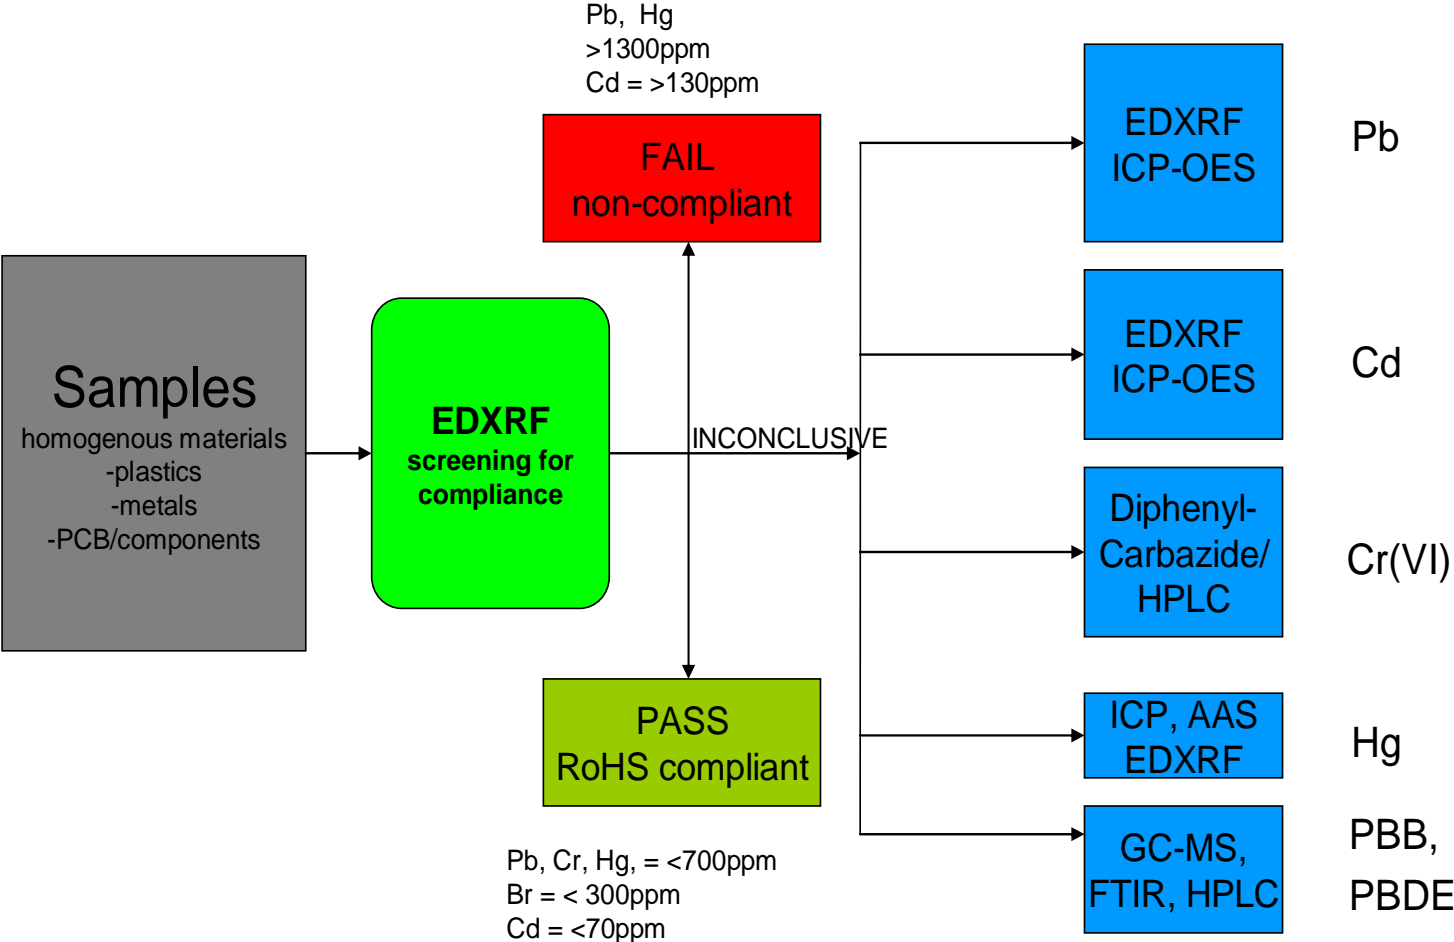 Pb, Hg
>1300ppm
Cd = >130ppm
FAIL
non-compliant
Samples
homogenous materials
-plastics
-metals
-PCB/components
EDXRF
screening for
compliance
INCONCLUSIVE
PASS
RoHS compliant
Pb, Cr, Hg, = <700ppm
Br = < 300ppm
Cd = <70ppm
EDXRF
ICP-OES
Pb
EDXRF
ICP-OES
Cd
Diphenyl-
Carbazide/
HPLC
Cr(VI)
ICP, AAS
EDXRF
Hg
GC-MS,
FTIR, HPLC
PBB,
PBDE